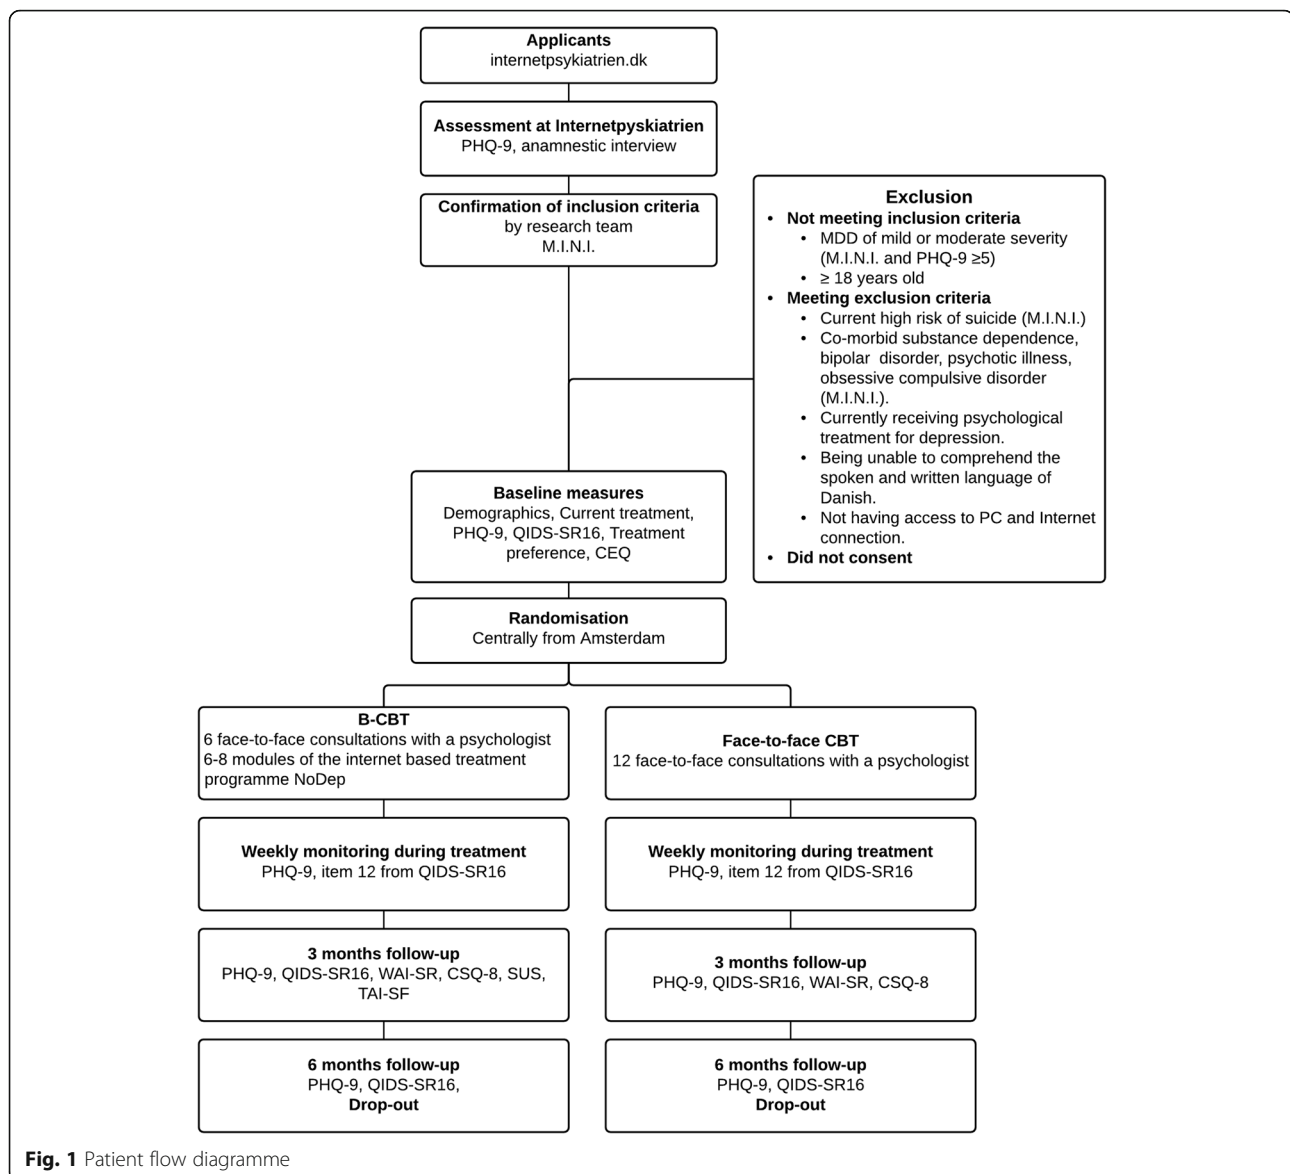 Applicants
internetpsykiatrien.dk
Assessment at Internetpyskiatrien
PHQ-9, anamnestic interview
Confirmation of inclusion criteria
by research team
M.I.N.I.
Exclusion
• Not meeting inclusion criteria
• MDD of mild or moderate severity
(M.I.N.I. and PHQ-9 ≥5)
• ≥ 18 years old
• Meeting exclusion criteria
• Current high risk of suicide (M.I.N.I.)
• Co-morbid substance dependence,
bipolar disorder, psychotic illness,
obsessive compulsive disorder
(M.I.N.I.).
• Currently receiving psychological
treatment for depression.
• Being unable to comprehend the
spoken and written language of
Danish.
• Not having access to PC and Internet
connection.
• Did not consent
Baseline measures
Demographics, Current treatment,
PHQ-9, QIDS-SR16, Treatment
preference, CEQ
Randomisation
Centrally from Amsterdam
B-CBT
6 face-to-face consultations with a psychologist
6-8 modules of the internet based treatment
programme NoDep
Face-to-face CBT
12 face-to-face consultations with a psychologist
Weekly monitoring during treatment
PHQ-9, item 12 from QIDS-SR16
Weekly monitoring during treatment
PHQ-9, item 12 from QIDS-SR16
3 months follow-up
PHQ-9, QIDS-SR16, WAI-SR, CSQ-8, SUS,
TAI-SF
3 months follow-up
PHQ-9, QIDS-SR16, WAI-SR, CSQ-8
6 months follow-up
PHQ-9, QIDS-SR16,
Drop-out
6 months follow-up
PHQ-9, QIDS-SR16
Drop-out
Fig. 1 Patient flow diagramme